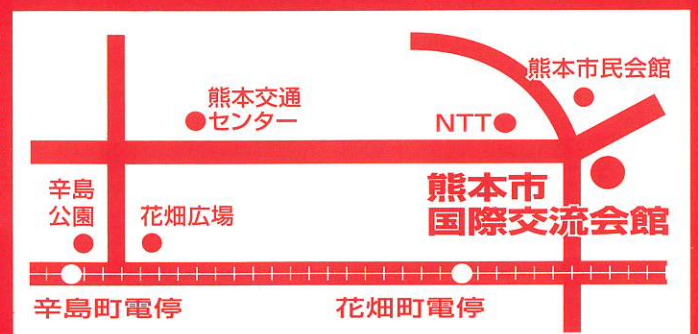 熊本市民会館
熊本交通
センター
NTT
熊本市
国際交流会館
辛島
公園
花畑広場
辛島町電停
花畑町電停